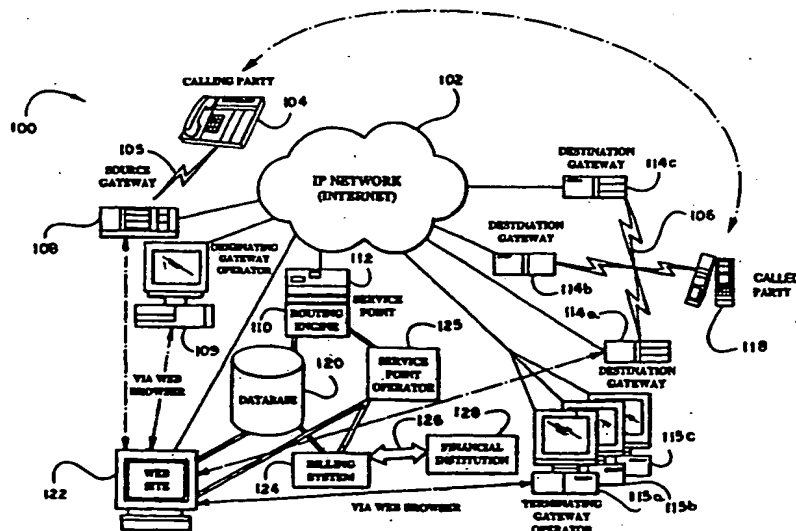 CALLING PARTY
104
102
100
105
SOURCE
GATEWAY
IP NETWORK
(INTERNET)
DESTINATION
GATEWAY
114c
106
108
ORIGINATING
GATEWAY
OPERATOR
112
DESTINATION
GATEWAY
SERVICE
POINT
114b
CALLED
PARTY
110
ROUTING
ENGINE
125
114a
118
109
120
SERVICE
POINT
OPERATOR
DESTINATION
GATEWAY
VIA WEB
BROWSER
DATABASE
126
128
122
WEB
SITE
BILLING
SYSTEM
FINANCIAL
INSTITUTION
115c
124
VIA WEB BROWSER
115a
115b
TERMINATING
GATEWAY
OPERATOR